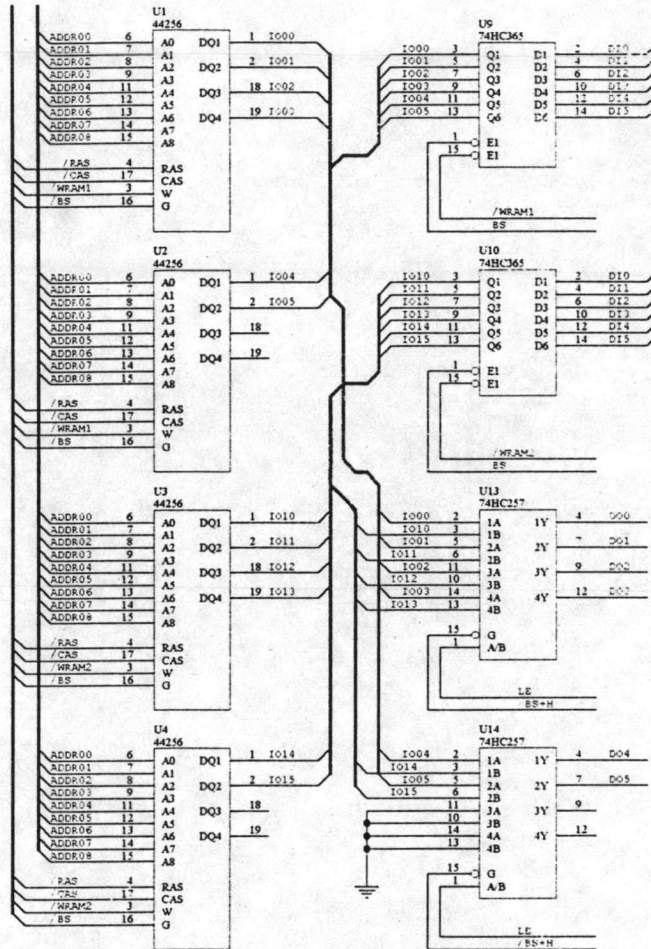 U1
44256
ADDR00 6 A0 DQ1 1 IO00
ADDR01 7 A1
ADDR02 8 A2 DQ2 2 IO01
ADDR03 9 A3
ADDR04 11 A4 DQ3 18 IO02
ADDR05 12 A5
ADDR06 13 A6 DQ4 19 IO03
ADDR07 14 A7
ADDR08 15 A8
/RAS 4 RAS
/CAS 17 CAS
/WRAM1 3 W
/BS 16 G
U9
74HC365
IO00 3 Q1 D1 2 DI0
IO01 5 Q2 D2 4 DI1
IO02 7 Q3 D3 6 DI2
IO03 9 Q4 D4 10 DI3
IO04 11 Q5 D5 12 DI4
IO05 13 Q6 D6 14 DI5
1 E1
15 E1
/WRAM1
BS
U2
44256
ADDR00 6 A0 DQ1 1 IO04
ADDR01 7 A1
ADDR02 8 A2 DQ2 2 IO05
ADDR03 9 A3
ADDR04 11 A4 DQ3 18
ADDR05 12 A5
ADDR06 13 A6 DQ4 19
ADDR07 14 A7
ADDR08 15 A8
/RAS 4 RAS
/CAS 17 CAS
/WRAM1 3 W
/BS 16 G
U10
74HC365
IO10 3 Q1 D1 2 DI0
IO11 5 Q2 D2 4 DI1
IO12 7 Q3 D3 6 DI2
IO13 9 Q4 D4 10 DI3
IO14 11 Q5 D5 12 DI4
IO15 13 Q6 D6 14 DI5
1 E1
15 E1
/WRAM2
BS
U3
44256
ADDR00 6 A0 DQ1 1 IO10
ADDR01 7 A1
ADDR02 8 A2 DQ2 2 IO11
ADDR03 9 A3
ADDR04 11 A4 DQ3 18 IO12
ADDR05 12 A5
ADDR06 13 A6 DQ4 19 IO13
ADDR07 14 A7
ADDR08 15 A8
/RAS 4 RAS
/CAS 17 CAS
/WRAM2 3 W
/BS 16 G
U13
74HC257
IO00 2 1A 1Y 4 DO0
IO10 3 1B
IO01 5 2A 2Y 7 DO1
IO11 6 2B
IO02 11 3A 3Y 9 DO2
IO12 10 3B
IO03 14 4A 4Y 12 DO3
IO13 13 4B
15 G
1 A/B
LE
/BS+H
U4
44256
ADDR00 6 A0 DQ1 1 IO14
ADDR01 7 A1
ADDR02 8 A2 DQ2 2 IO15
ADDR03 9 A3
ADDR04 11 A4 DQ3 18
ADDR05 12 A5
ADDR06 13 A6 DQ4 19
ADDR07 14 A7
ADDR08 15 A8
/RAS 4 RAS
/CAS 17 CAS
/WRAM2 3 W
/BS 16 G
U14
74HC257
IO04 2 1A 1Y 4 DO4
IO14 3 1B
IO05 5 2A 2Y 7 DO5
IO15 6 2B
11 3A 3Y 9
10 3B
14 4A 4Y 12
13 4B
15 G
1 A/B
LE
/BS+H